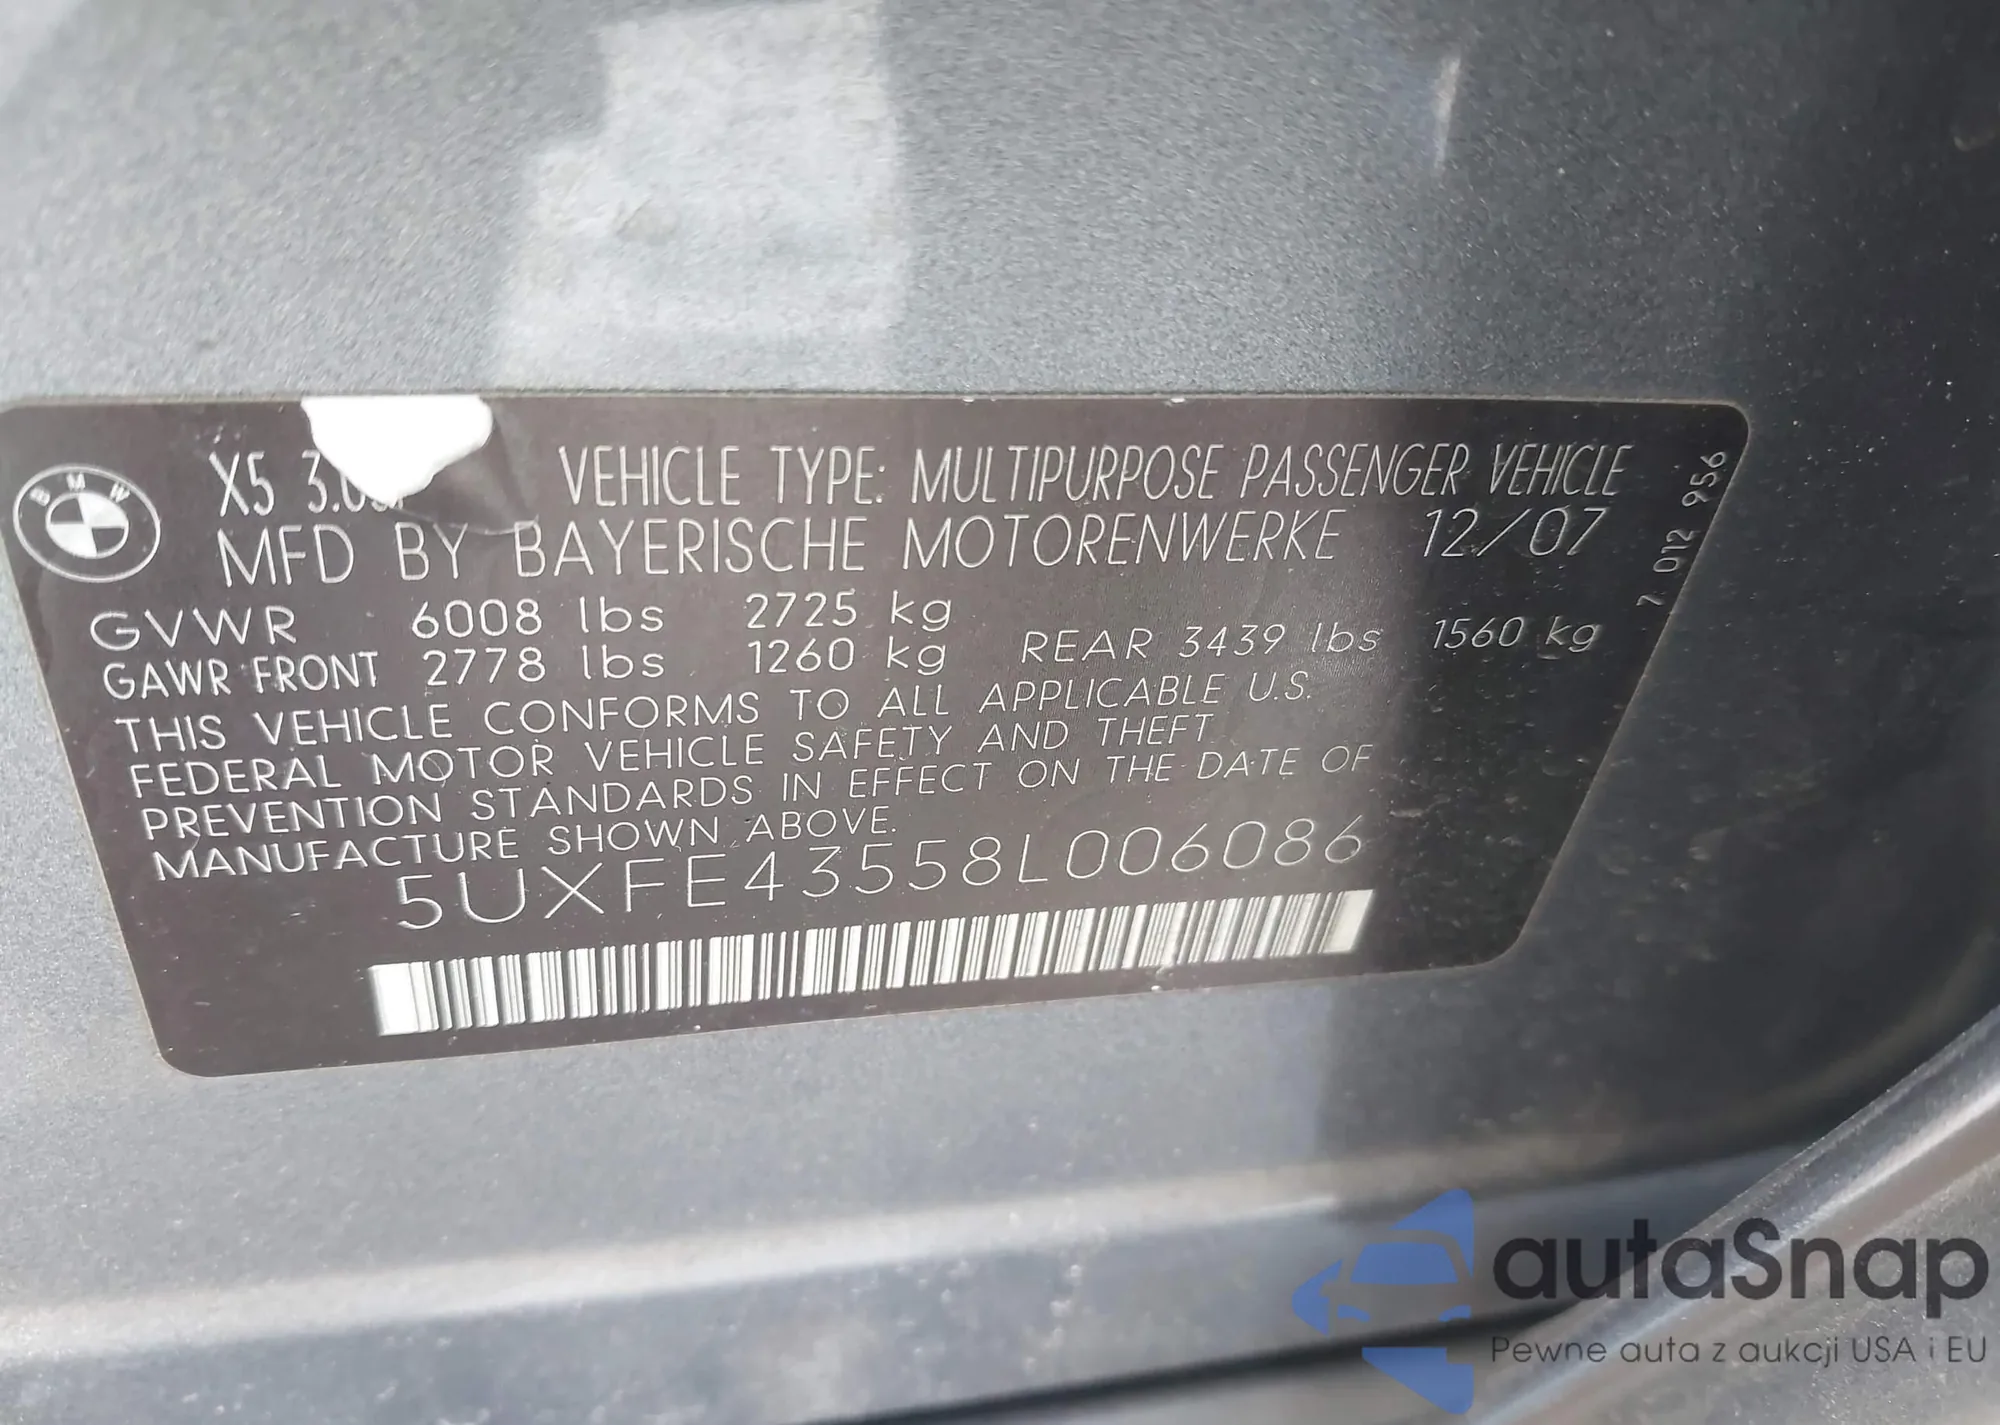 BMW
X5 VEHICLE TYPE: MULTIPURPOSE PASSENGER VEHICLE
MFD BY BAYERISCHE MOTORENWERKE 12/07
GVWR 6008 lbs 2725 kg
GAWR FRONT 2778 lbs 1260 kg REAR 3439 lbs 1560 kg
THIS VEHICLE CONFORMS TO ALL APPLICABLE U.S.
FEDERAL MOTOR VEHICLE SAFETY AND THEFT
PREVENTION STANDARDS IN EFFECT ON THE DATE OF
MANUFACTURE SHOWN ABOVE.
5UXFE43558L006086
7 012 956
autaSnap
Pewne auta z aukcji USA i EU